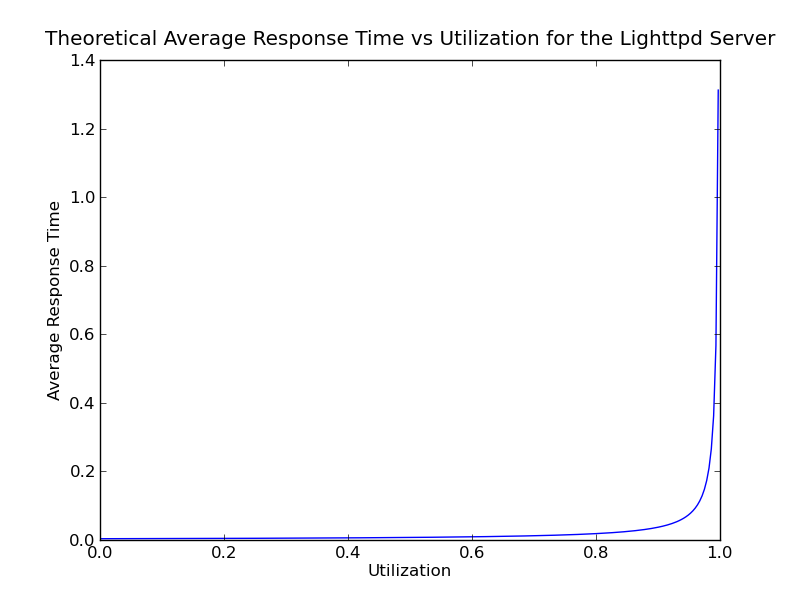 Theoretical Average Response Time vs Utilization for the Lighttpd Server
1.4
1.2
1.0
0.8
0.6
0.4
0.2
0.0
Average Response Time
0.0 0.2 0.4 0.6 0.8 1.0
Utilization